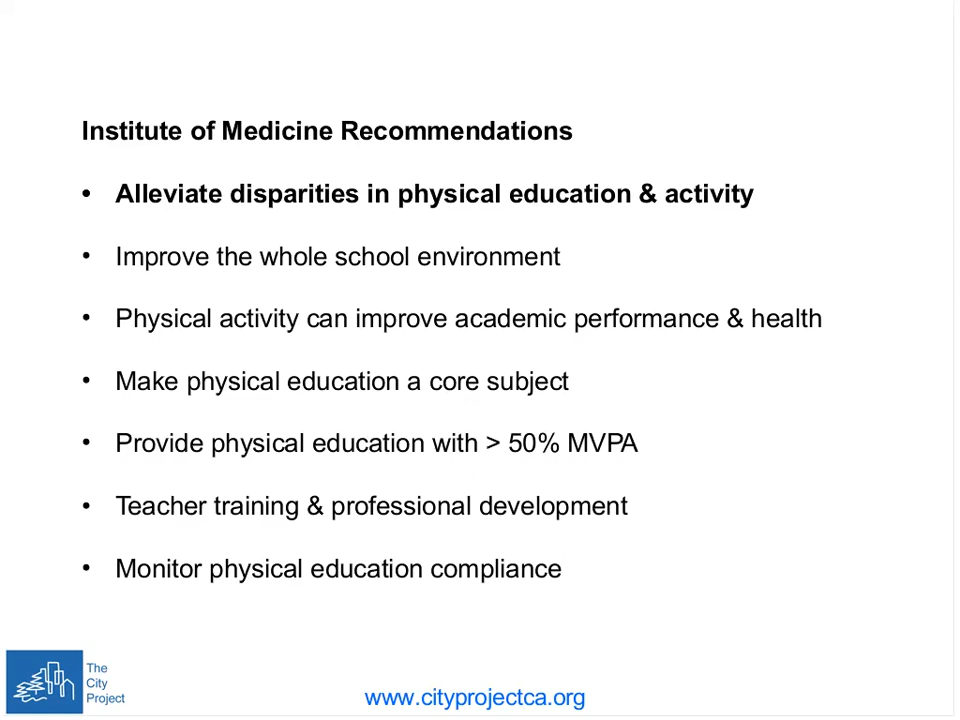 Institute of Medicine Recommendations
• Alleviate disparities in physical education & activity
• Improve the whole school environment
• Physical activity can improve academic performance & health
• Make physical education a core subject
• Provide physical education with > 50% MVPA
• Teacher training & professional development
• Monitor physical education compliance
The
City
Project
www.cityprojectca.org